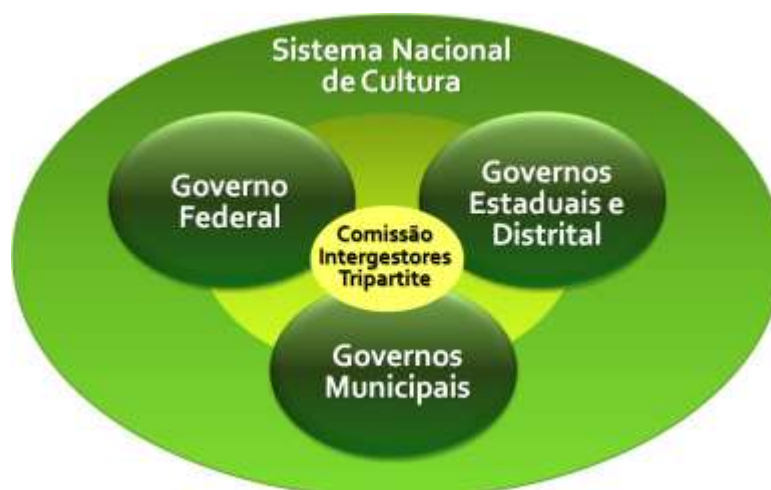 Sistema Nacional
de Cultura
Governo
Federal
Governos
Estaduais e
Distrital
Comissão
Intergestores
Tripartite
Governos
Municipais